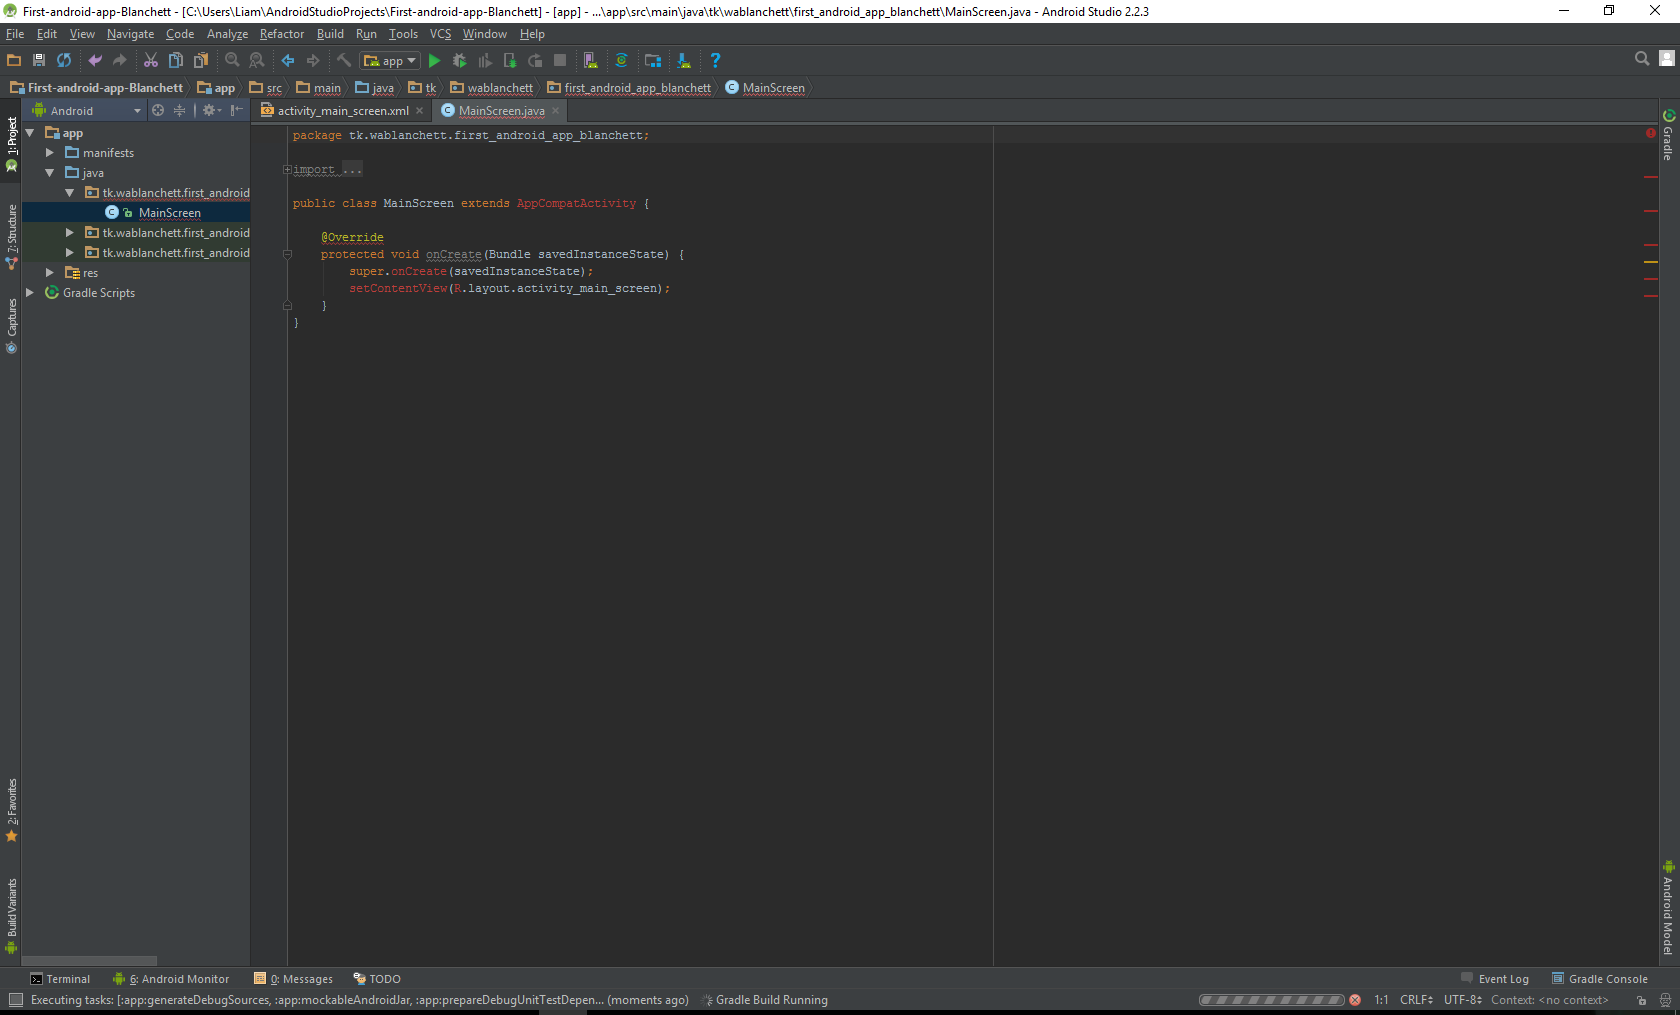 First-android-app-Blanchett - [C:\Users\Liam\AndroidStudioProjects\First-android-app-Blanchett] - [app] - ...\app\src\main\java\tk\wablanchett\first_android_app_blanchett\MainScreen.java - Android Studio 2.2.3
File Edit View Navigate Code Analyze Refactor Build Run Tools VCS Window Help
app
First-android-app-Blanchett app src main java tk wablanchett first_android_app_blanchett MainScreen
Android
activity_main_screen.xml MainScreen.java
1: Project
7: Structure
Captures
2: Favorites
Build Variants
app
manifests
java
tk.wablanchett.first_android
MainScreen
tk.wablanchett.first_android
tk.wablanchett.first_android
res
Gradle Scripts
package tk.wablanchett.first_android_app_blanchett;
import ...
public class MainScreen extends AppCompatActivity {
@Override
protected void onCreate(Bundle savedInstanceState) {
super.onCreate(savedInstanceState);
setContentView(R.layout.activity_main_screen);
}
}
Gradle
Android Model
Terminal 6: Android Monitor 0: Messages TODO Event Log Gradle Console
Executing tasks: [:app:generateDebugSources, :app:mockableAndroidJar, :app:prepareDebugUnitTestDepen... (moments ago) Gradle Build Running 1:1 CRLF UTF-8 Context: <no context>